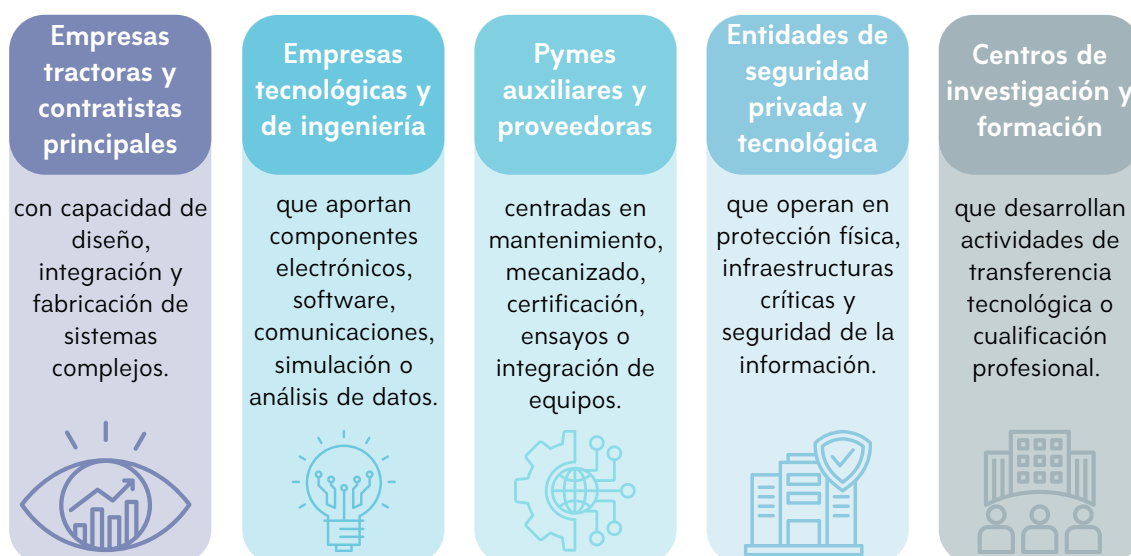 Empresas
tractoras y
contratistas
principales
con capacidad de
diseño,
integración y
fabricación de
sistemas
complejos.
Empresas
tecnológicas y
de ingeniería
que aportan
componentes
electrónicos,
software,
comunicaciones,
simulación o
análisis de datos.
Pymes
auxiliares y
proveedoras
centradas en
mantenimiento,
mecanizado,
certificación,
ensayos o
integración de
equipos.
Entidades de
seguridad
privada y
tecnológica
que operan en
protección física,
infraestructuras
críticas y
seguridad de la
información.
Centros de
investigación y
formación
que desarrollan
actividades de
transferencia
tecnológica o
cualificación
profesional.